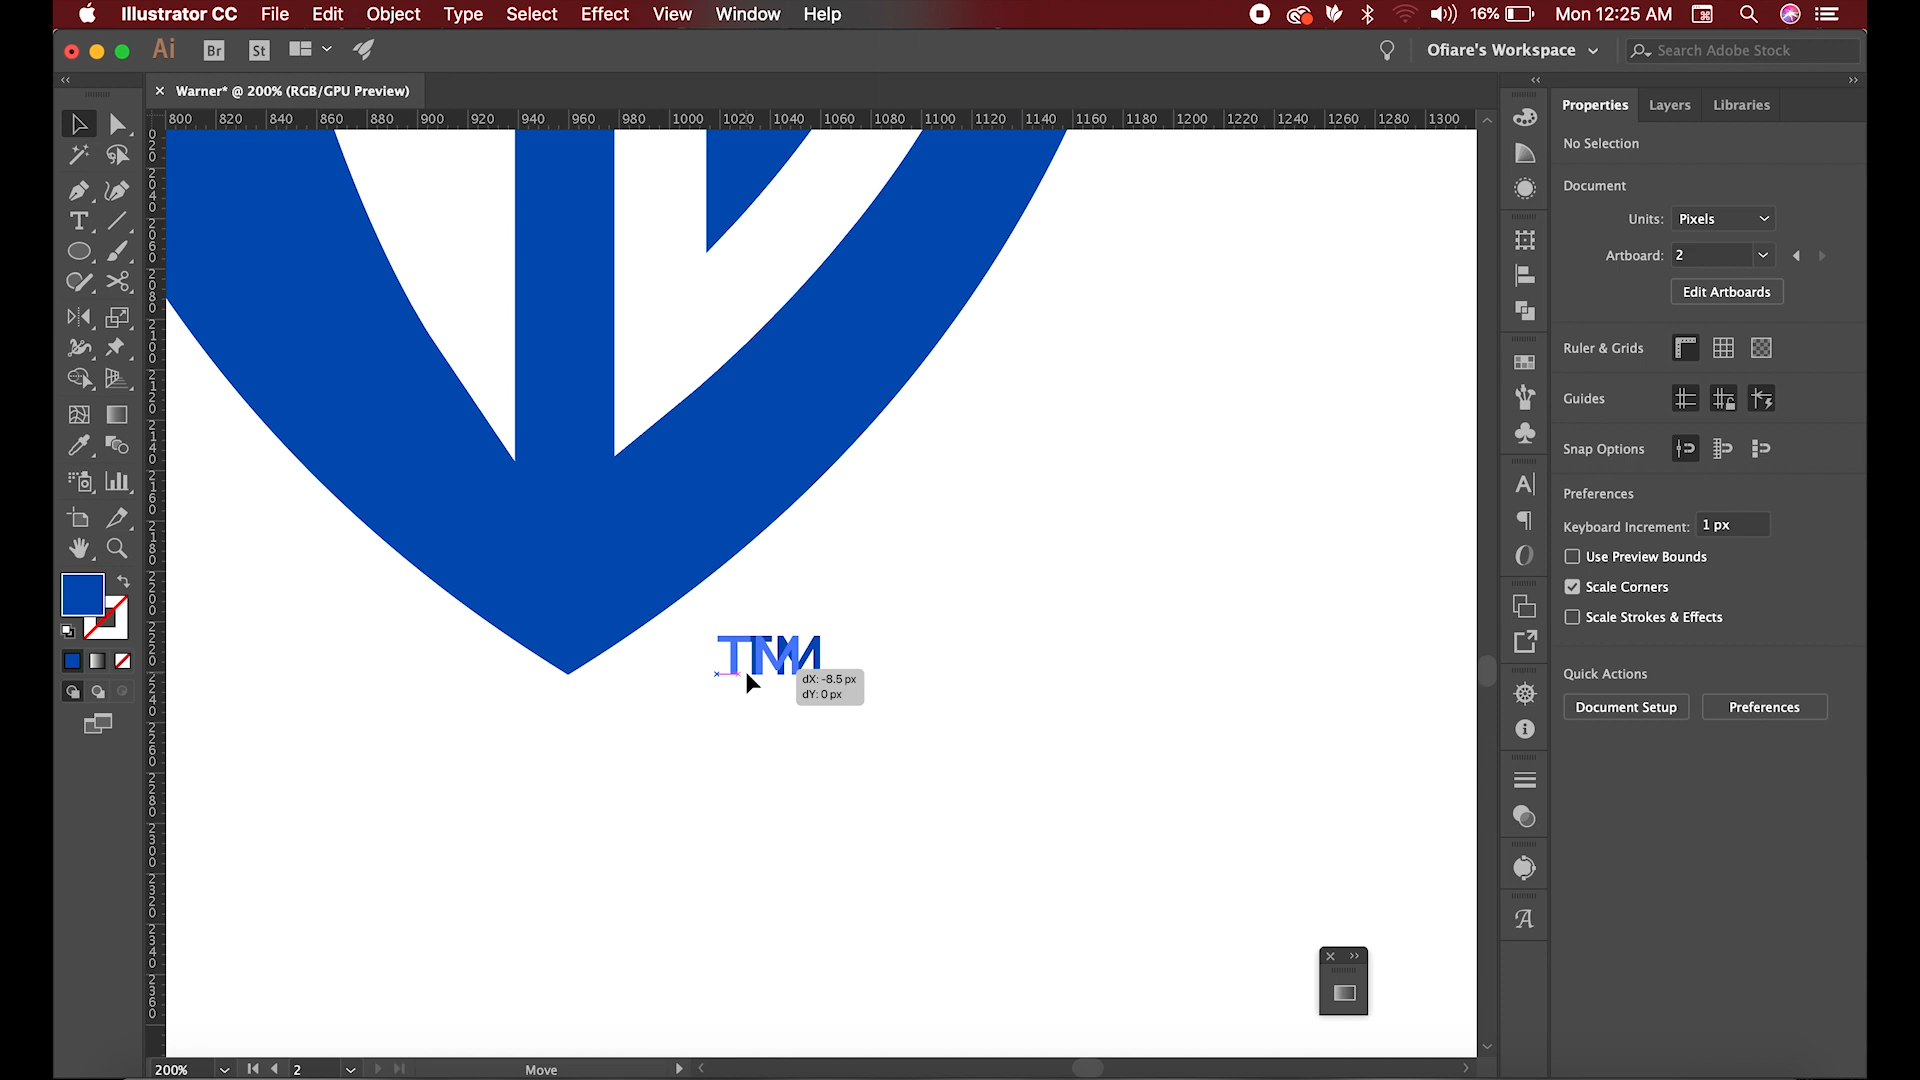 Illustrator CC File Edit Object Type Select Effect View Window Help
16% Mon 12:25 AM
Ai Br St
Ofiare's Workspace
Search Adobe Stock
Warner* @ 200% (RGB/GPU Preview)
800 820 840 860 880 900 920 940 960 980 1000 1020 1040 1060 1080 1100 1120 1140 1160 1180 1200 1220 1240 1260 1280 1300
Properties Layers Libraries
No Selection
Document
Units: Pixels
Artboard: 2
Edit Artboards
Ruler & Grids
Guides
Snap Options
Preferences
Keyboard Increment: 1 px
Use Preview Bounds
Scale Corners
Scale Strokes & Effects
Quick Actions
Document Setup Preferences
TM
dX: -8.5 px
dY: 0 px
200% 2 Move